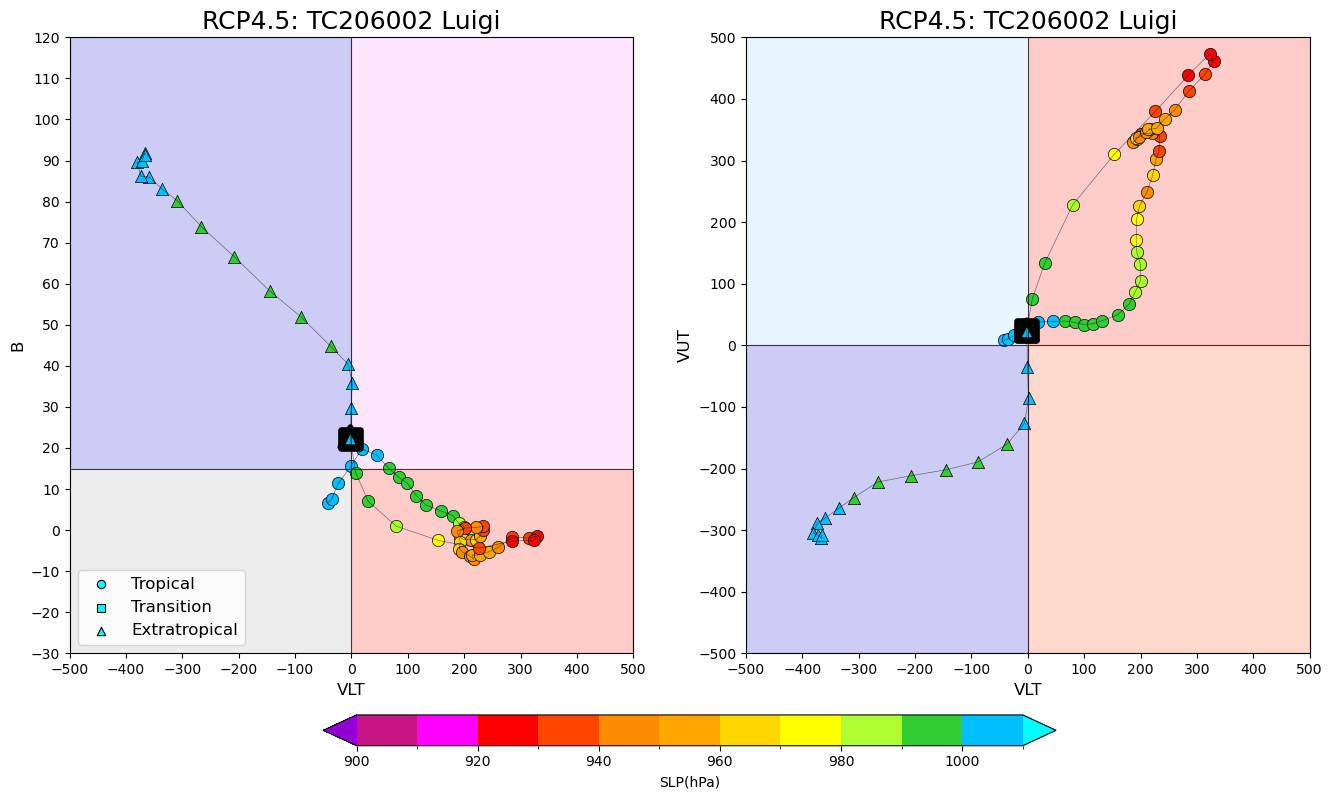 RCP4.5: TC206002 Luigi
RCP4.5: TC206002 Luigi
120
110
100
90
80
70
60
50
40
30
20
10
0
−10
−20
−30
B
Tropical
Transition
Extratropical
−500 −400 −300 −200 −100 0 100 200 300 400 500
VLT
500
400
300
200
100
0
−100
−200
−300
−400
−500
VUT
−500 −400 −300 −200 −100 0 100 200 300 400 500
VLT
900 920 940 960 980 1000
SLP(hPa)